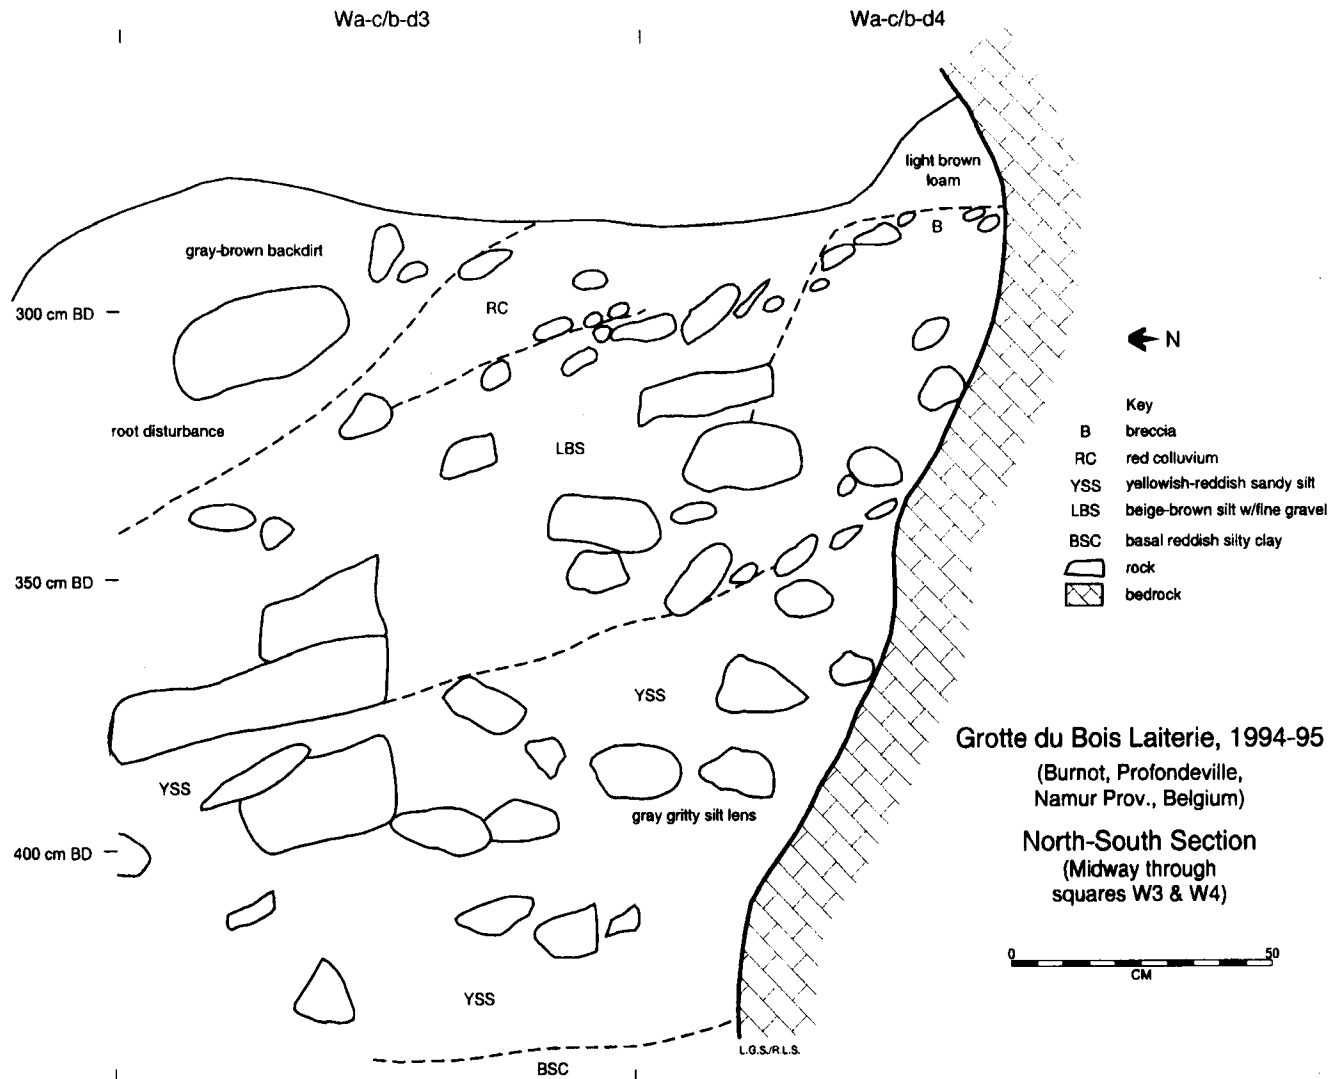 Wa-c/b-d3
Wa-c/b-d4
light brown
loam
B
gray-brown backdirt
RC
300 cm BD
N
Key
B breccia
RC red colluvium
YSS yellowish-reddish sandy silt
LBS beige-brown silt w/fine gravel
BSC basal reddish silty clay
rock
bedrock
root disturbance
LBS
350 cm BD
YSS
Grotte du Bois Laiterie, 1994-95
(Burnot, Profondeville,
Namur Prov., Belgium)
North-South Section
(Midway through
squares W3 & W4)
YSS
gray gritty silt lens
400 cm BD
0 50
CM
YSS
L.G.S./R.L.S.
BSC